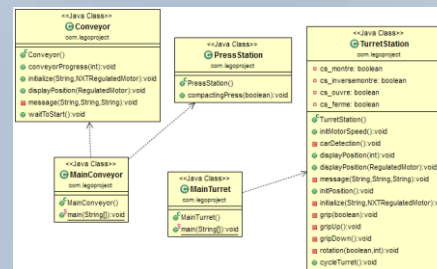 <<Java Class>>
Conveyor
com.legoproject
Conveyor()
conveyorProgress(int):void
initialize(String,NXTRegulatedMotor):void
displayPosition(RegulatedMotor):void
message(String,String,String):void
waitToStart():void
<<Java Class>>
PressStation
com.legoproject
PressStation()
compactingPress(boolean):void
<<Java Class>>
TurretStation
com.legoproject
cs_montre: boolean
cs_inversemontre: boolean
cs_ouvre: boolean
cs_ferme: boolean
TurretStation()
initMotorSpeed():void
carDetection():void
displayPosition(int):void
displayPosition(RegulatedMotor):void
message(String,String,String):void
intPosition():void
initialize(String,NXTRegulatedMotor):
grip(boolean):void
gripUp():void
gripDown():void
rotation(boolean,int):void
cycleTurret():void
<<Java Class>>
MainConveyor
com.legoproject
MainConveyor()
main(String[]):void
<<Java Class>>
MainTurret
com.legoproject
MainTurret()
main(String[]):void